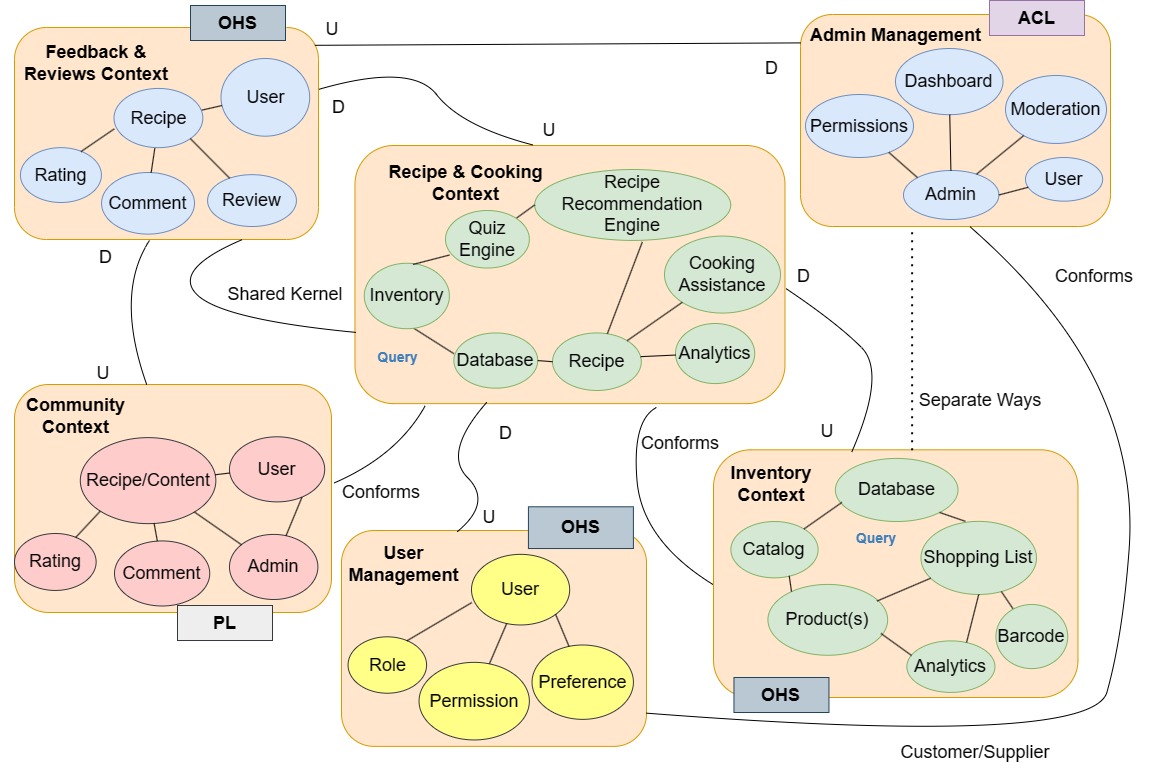 OHS
U
ACL
Feedback &
Reviews Context
User
Recipe
Rating
Comment
Review
D
D
U
Admin Management
Dashboard
Permissions
Moderation
Admin
User
Recipe & Cooking
Context
Recipe
Recommendation
Engine
Quiz
Engine
Inventory
Cooking
Assistance
Query
Database
Recipe
Analytics
D
Shared Kernel
U
D
Conforms
Separate Ways
U
Community
Context
Recipe/Content
User
Rating
Comment
Admin
PL
Conforms
D
U
Conforms
OHS
User
Management
User
Role
Permission
Preference
Inventory
Context
Database
Query
Catalog
Shopping List
Product(s)
Barcode
Analytics
OHS
Customer/Supplier